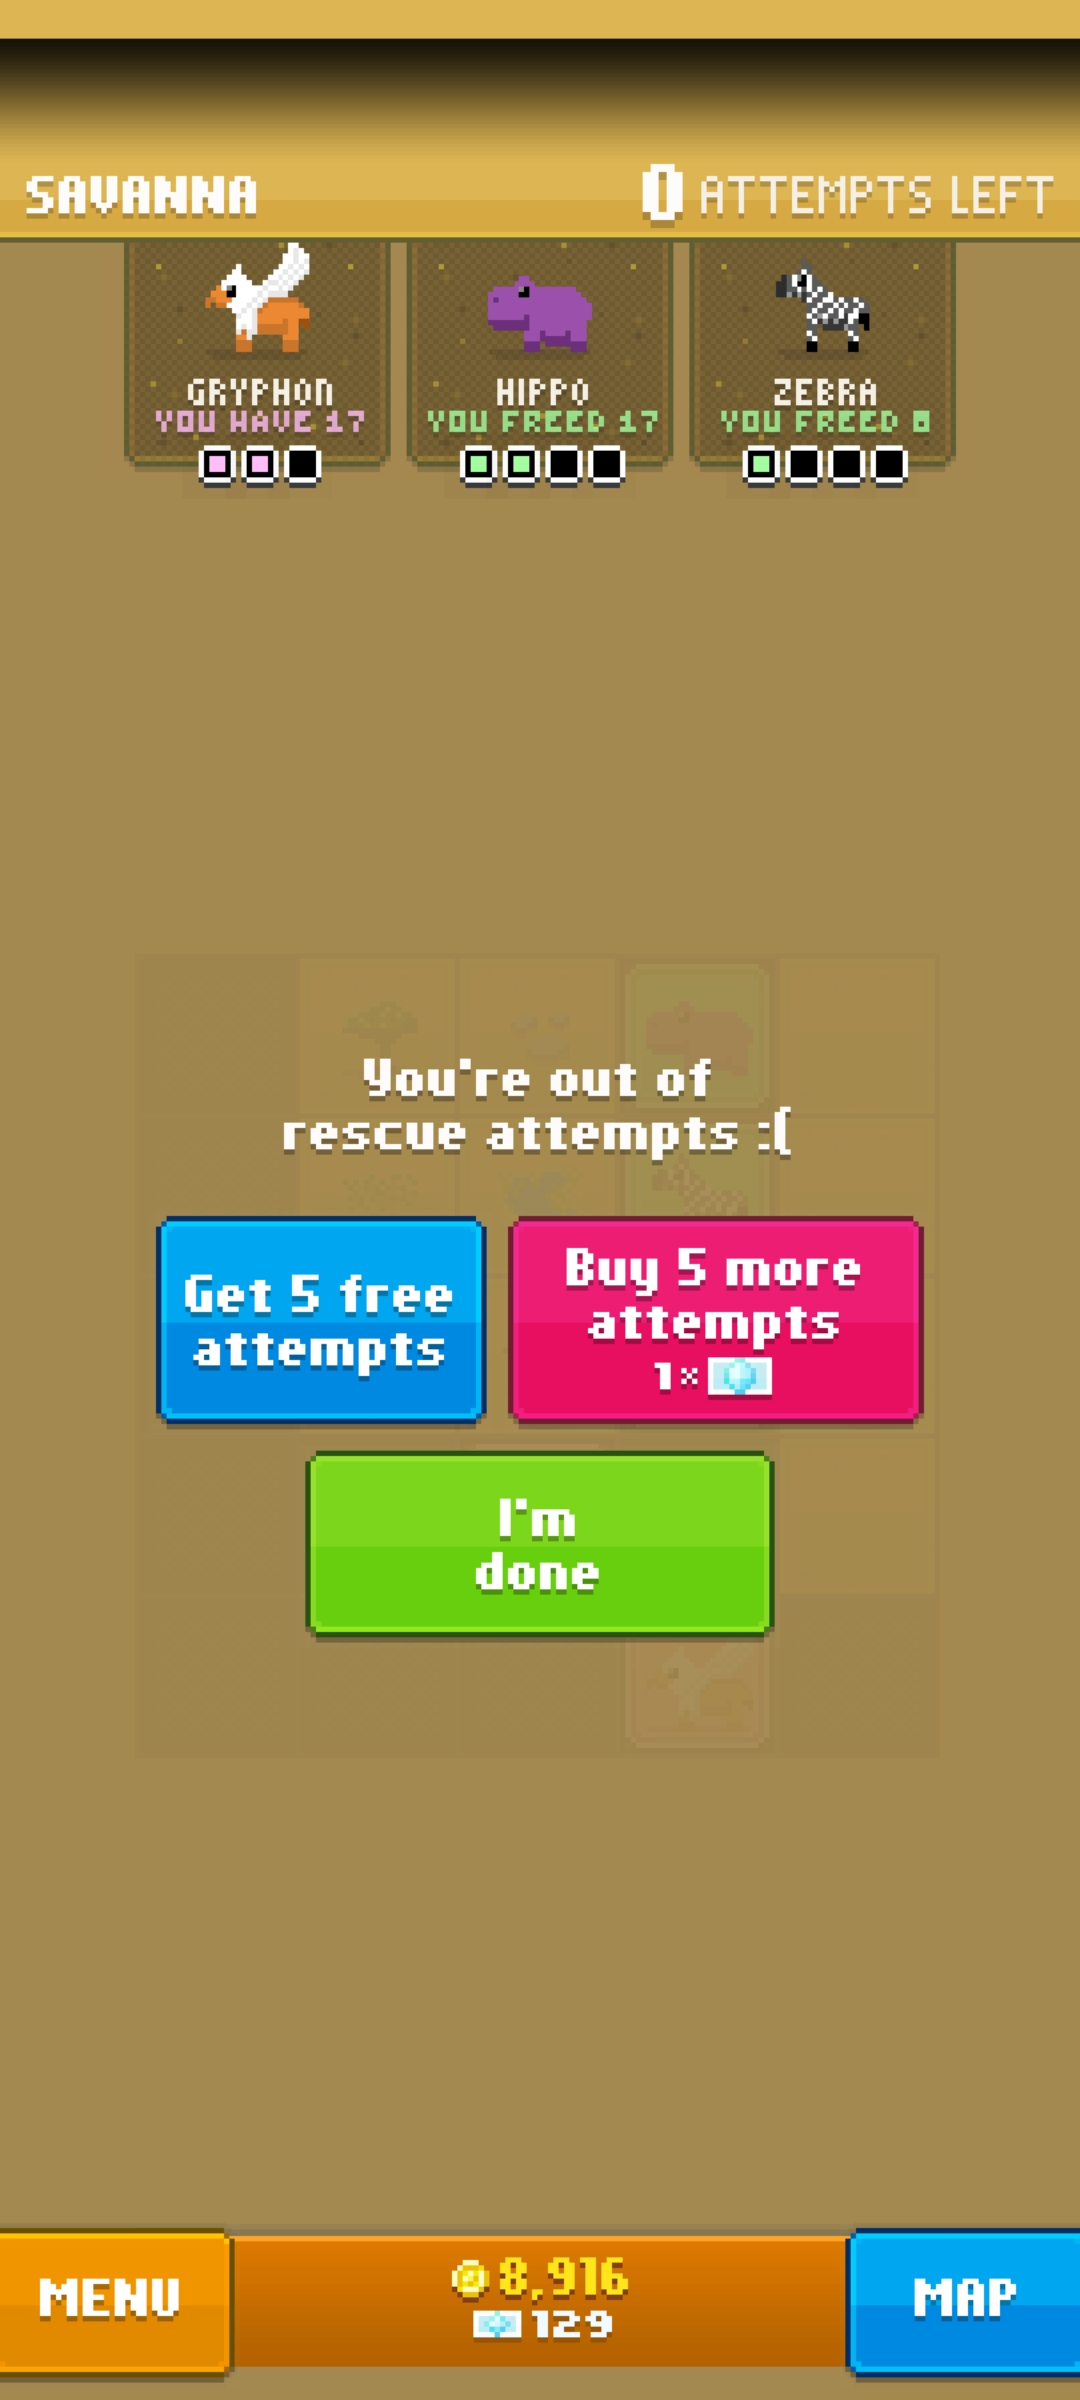 SAVANNA
0 ATTEMPTS LEFT
GRYPHON
YOU HAVE 17
HIPPO
YOU FREED 17
ZEBRA
YOU FREED 8
You're out of
rescue attempts :(
Get 5 free
attempts
Buy 5 more
attempts
1×
I'm
done
MENU
8,916
129
MAP